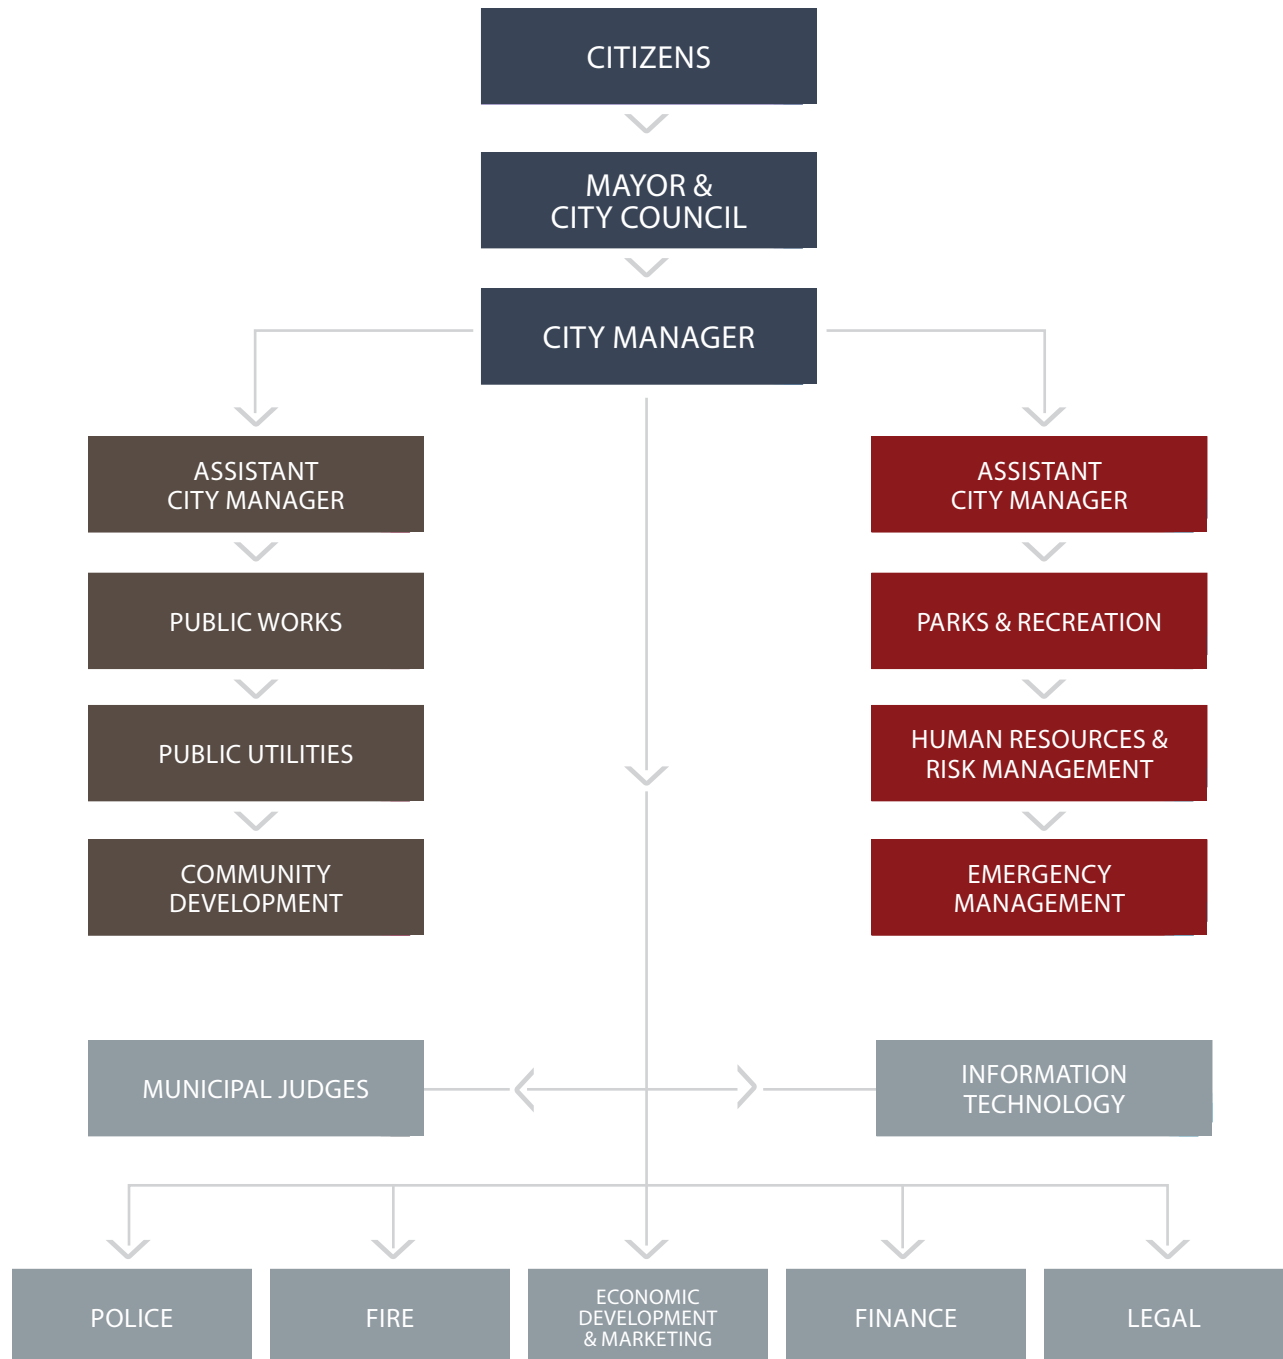 CITIZENS
MAYOR &
CITY COUNCIL
CITY MANAGER
ASSISTANT
CITY MANAGER
PUBLIC WORKS
PUBLIC UTILITIES
COMMUNITY
DEVELOPMENT
ASSISTANT
CITY MANAGER
PARKS & RECREATION
HUMAN RESOURCES &
RISK MANAGEMENT
EMERGENCY
MANAGEMENT
MUNICIPAL JUDGES
INFORMATION
TECHNOLOGY
POLICE
FIRE
ECONOMIC
DEVELOPMENT
& MARKETING
FINANCE
LEGAL